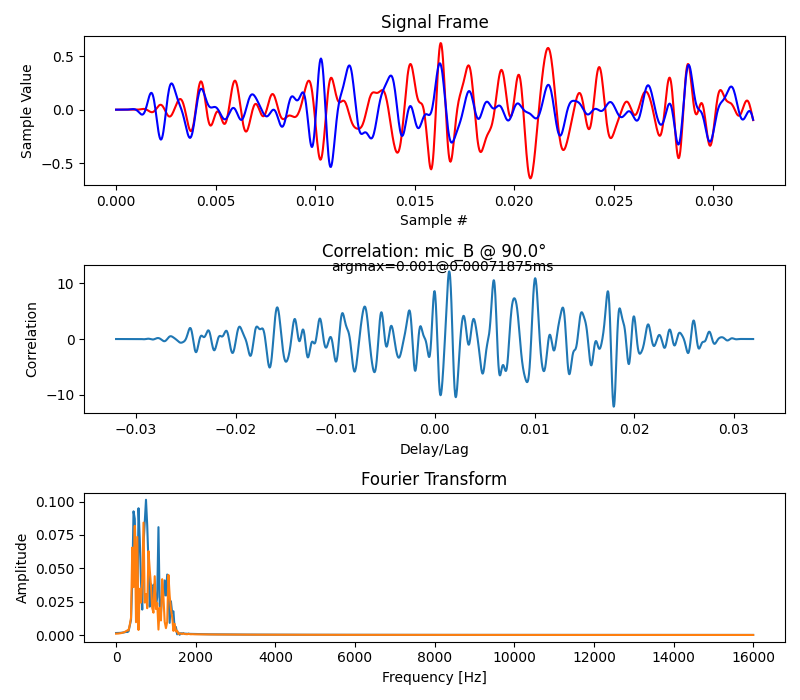 Signal Frame
0.5
0.0
−0.5
Sample Value
0.000 0.005 0.010 0.015 0.020 0.025 0.030
Sample #
Correlation: mic_B @ 90.0°
argmax=0.001@0.00071875ms
10
0
−10
Correlation
−0.03 −0.02 −0.01 0.00 0.01 0.02 0.03
Delay/Lag
Fourier Transform
0.100
0.075
0.050
0.025
0.000
Amplitude
0 2000 4000 6000 8000 10000 12000 14000 16000
Frequency [Hz]